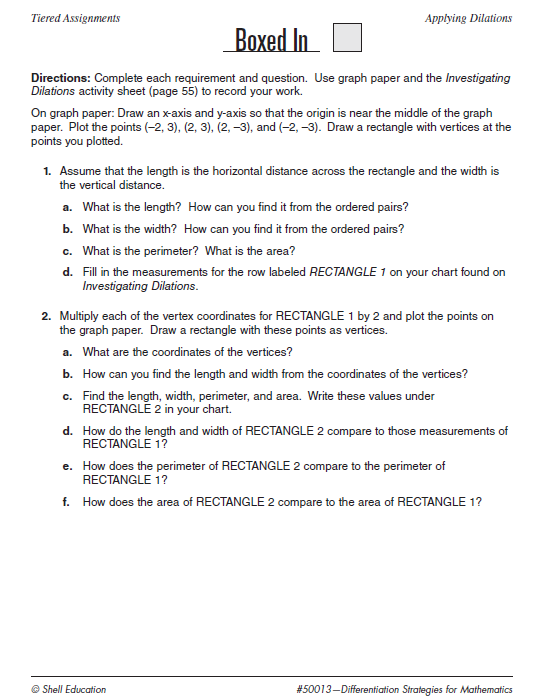 Tiered Assignments
Applying Dilations
Boxed In
Directions: Complete each requirement and question. Use graph paper and the Investigating
Dilations activity sheet (page 55) to record your work.
On graph paper: Draw an x-axis and y-axis so that the origin is near the middle of the graph
paper. Plot the points (–2, 3), (2, 3), (2, –3), and (–2, –3). Draw a rectangle with vertices at the
points you plotted.
1. Assume that the length is the horizontal distance across the rectangle and the width is
the vertical distance.
a. What is the length? How can you find it from the ordered pairs?
b. What is the width? How can you find it from the ordered pairs?
c. What is the perimeter? What is the area?
d. Fill in the measurements for the row labeled RECTANGLE 1 on your chart found on
Investigating Dilations.
2. Multiply each of the vertex coordinates for RECTANGLE 1 by 2 and plot the points on
the graph paper. Draw a rectangle with these points as vertices.
a. What are the coordinates of the vertices?
b. How can you find the length and width from the coordinates of the vertices?
c. Find the length, width, perimeter, and area. Write these values under
RECTANGLE 2 in your chart.
d. How do the length and width of RECTANGLE 2 compare to those measurements of
RECTANGLE 1?
e. How does the perimeter of RECTANGLE 2 compare to the perimeter of
RECTANGLE 1?
f. How does the area of RECTANGLE 2 compare to the area of RECTANGLE 1?
© Shell Education
#50013—Differentiation Strategies for Mathematics